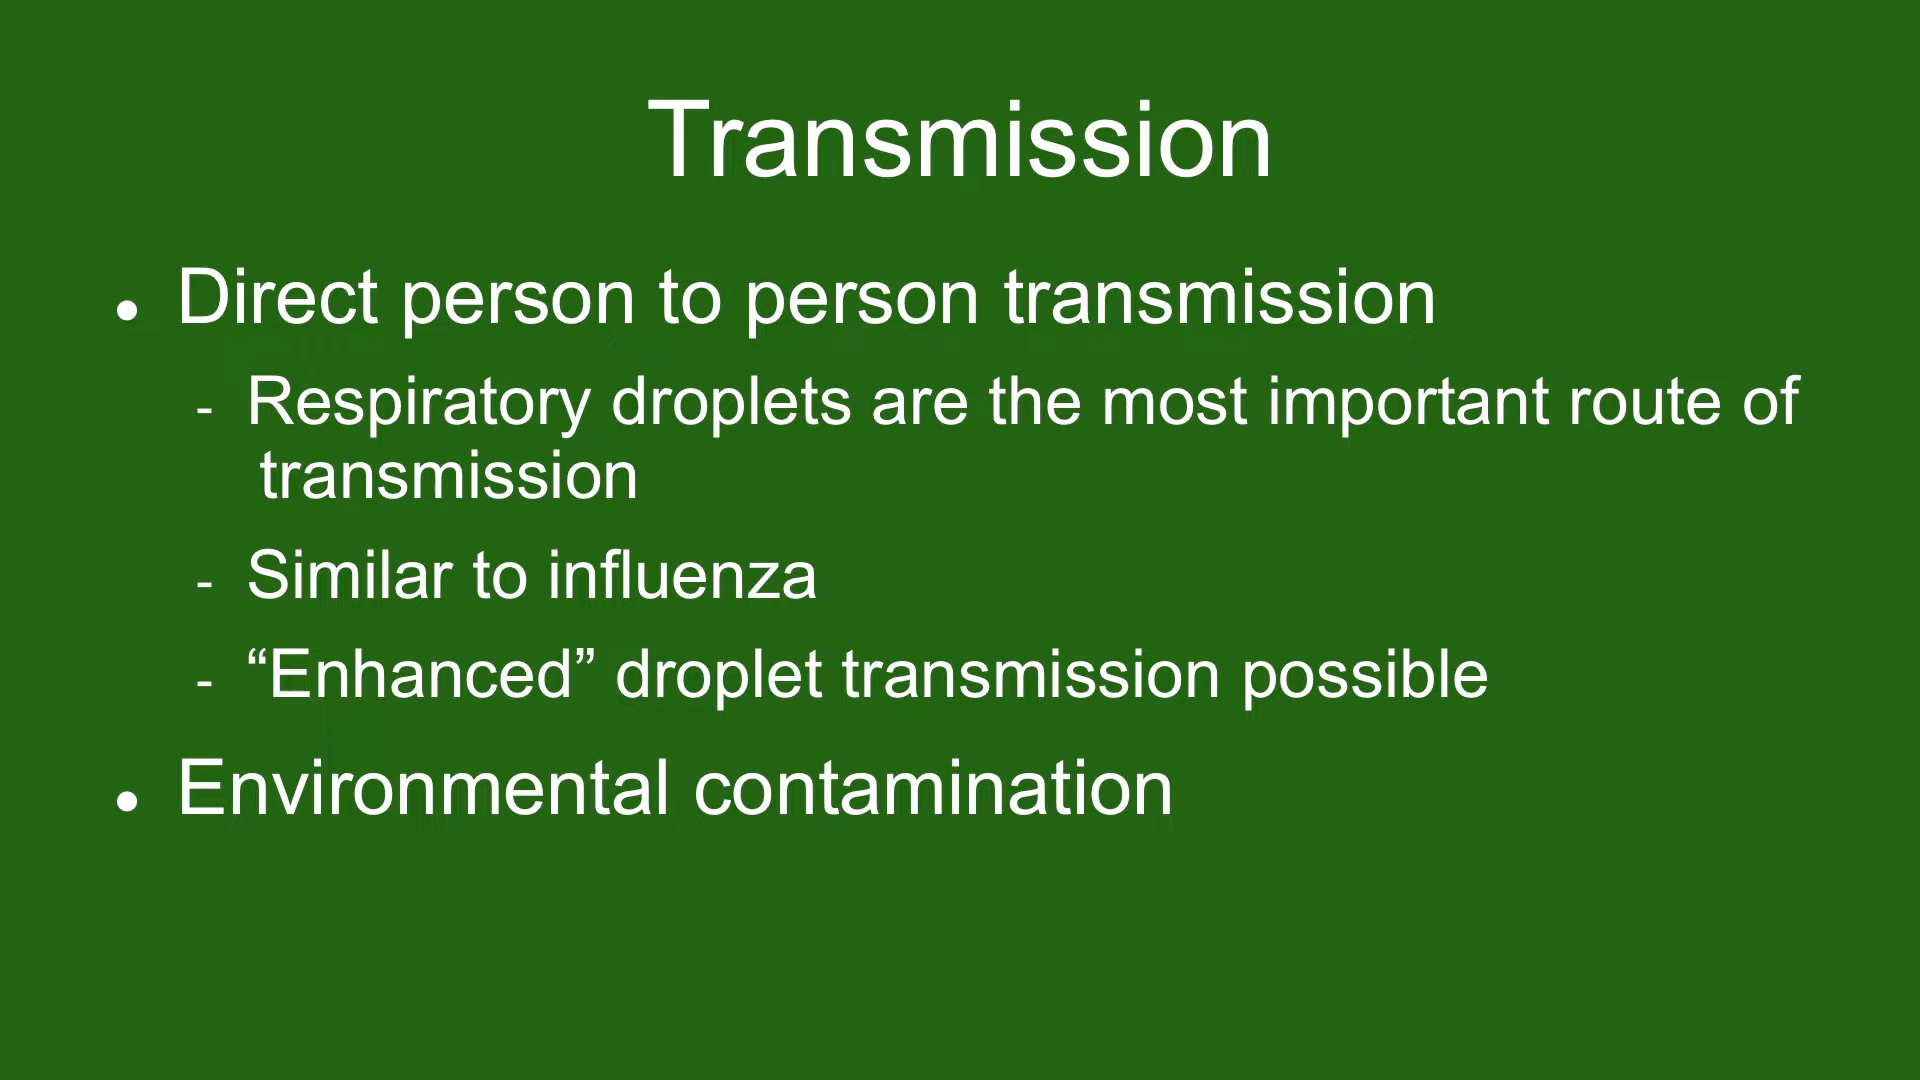 Transmission
• Direct person to person transmission
- Respiratory droplets are the most important route of
transmission
- Similar to influenza
- “Enhanced” droplet transmission possible
• Environmental contamination